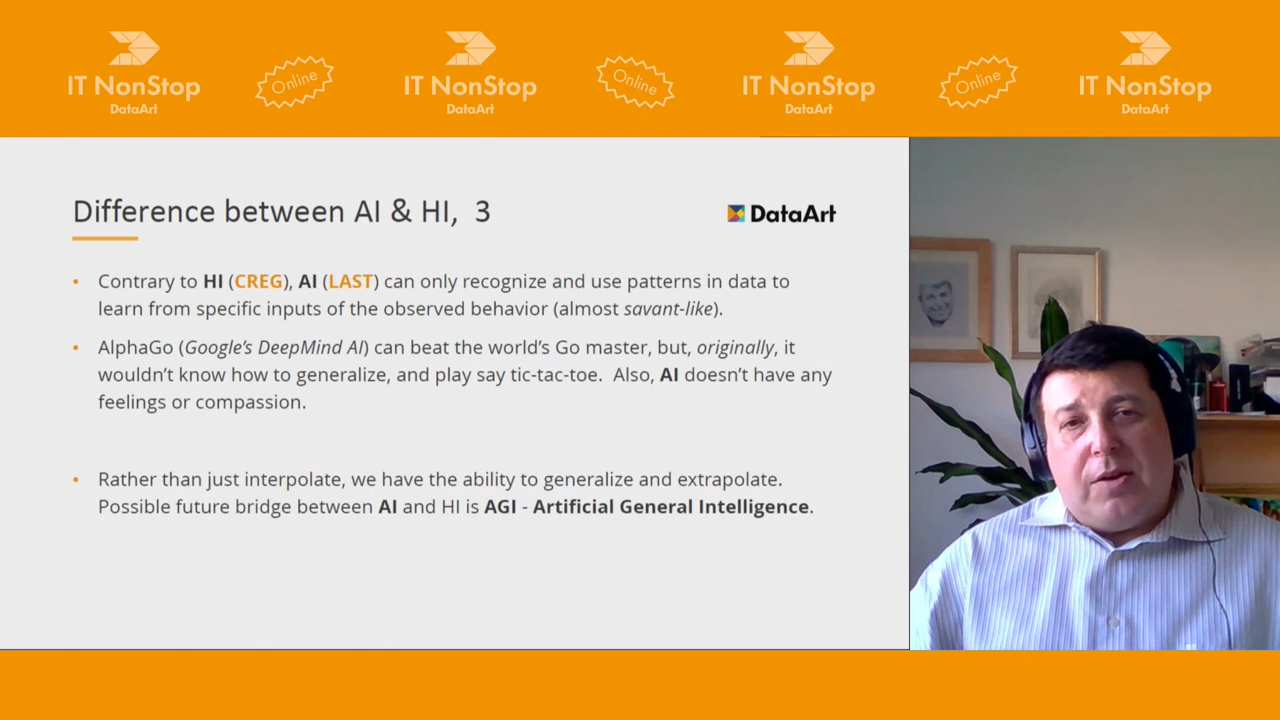 IT NonStop
DataArt
Online
IT NonStop
DataArt
Online
IT NonStop
DataArt
Online
IT NonStop
DataArt
Difference between AI & HI, 3
DataArt
• Contrary to HI (CREG), AI (LAST) can only recognize and use patterns in data to
learn from specific inputs of the observed behavior (almost savant-like).
• AlphaGo (Google's DeepMind AI) can beat the world's Go master, but, originally, it
wouldn't know how to generalize, and play say tic-tac-toe. Also, AI doesn't have any
feelings or compassion.
• Rather than just interpolate, we have the ability to generalize and extrapolate.
Possible future bridge between AI and HI is AGI - Artificial General Intelligence.